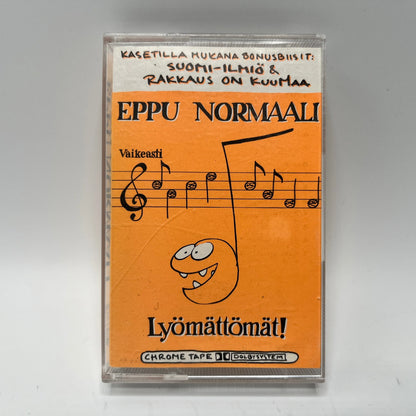 KASETILLA MUKANA BONUSBIISIT:
SUOMI-ILMIÖ &
RAKKAUS ON KUUMAA
EPPU NORMAALI
Vaikeasti
Lyömättömät!
CHROME TAPE DOLBY SYSTEM